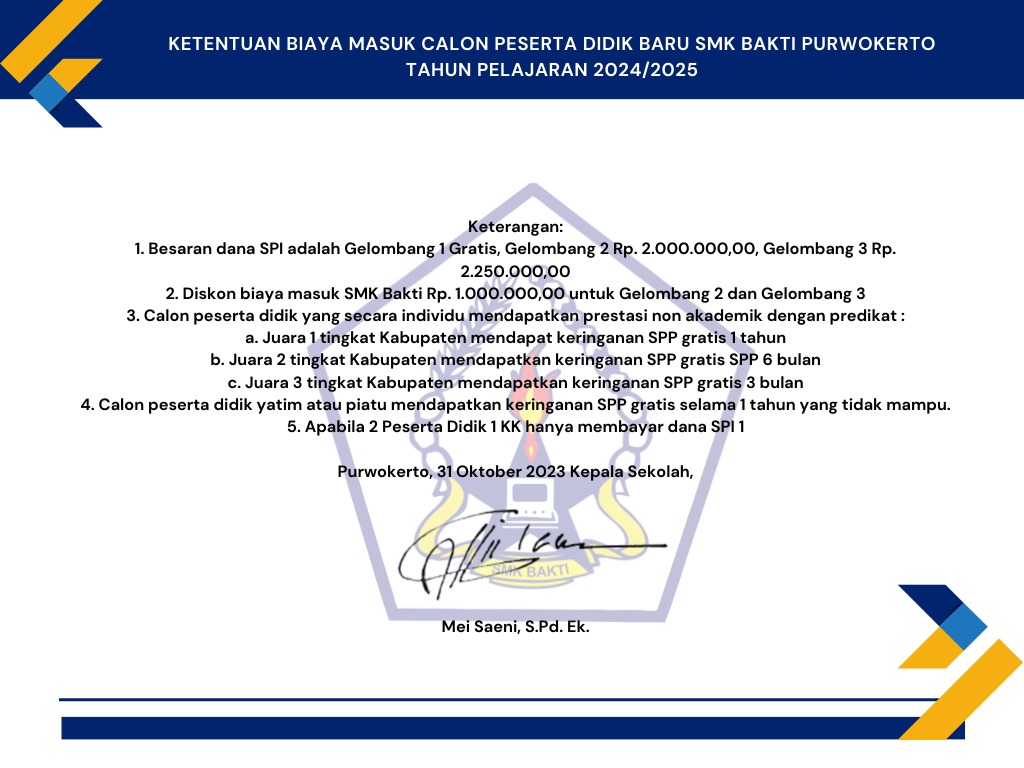 KETENTUAN BIAYA MASUK CALON PESERTA DIDIK BARU SMK BAKTI PURWOKERTO
TAHUN PELAJARAN 2024/2025
Keterangan:
1. Besaran dana SPI adalah Gelombang 1 Gratis, Gelombang 2 Rp. 2.000.000,00, Gelombang 3 Rp.
2.250.000,00
2. Diskon biaya masuk SMK Bakti Rp. 1.000.000,00 untuk Gelombang 2 dan Gelombang 3
3. Calon peserta didik yang secara individu mendapatkan prestasi non akademik dengan predikat :
a. Juara 1 tingkat Kabupaten mendapat keringanan SPP gratis 1 tahun
b. Juara 2 tingkat Kabupaten mendapatkan keringanan SPP gratis SPP 6 bulan
c. Juara 3 tingkat Kabupaten mendapatkan keringanan SPP gratis 3 bulan
4. Calon peserta didik yatim atau piatu mendapatkan keringanan SPP gratis selama 1 tahun yang tidak mampu.
5. Apabila 2 Peserta Didik 1 KK hanya membayar dana SPI 1
Purwokerto, 31 Oktober 2023 Kepala Sekolah,
SMK BAKTI
Mei Saeni, S.Pd. Ek.